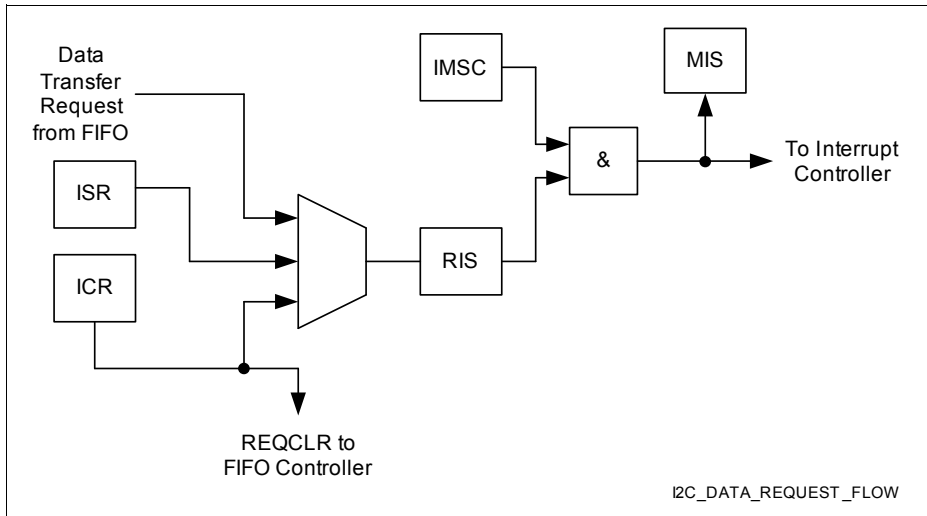 Data
Transfer
Request
from FIFO
IMSC
MIS
ISR
&
To Interrupt
Controller
ICR
RIS
REQCLR to
FIFO Controller
I2C_DATA_REQUEST_FLOW